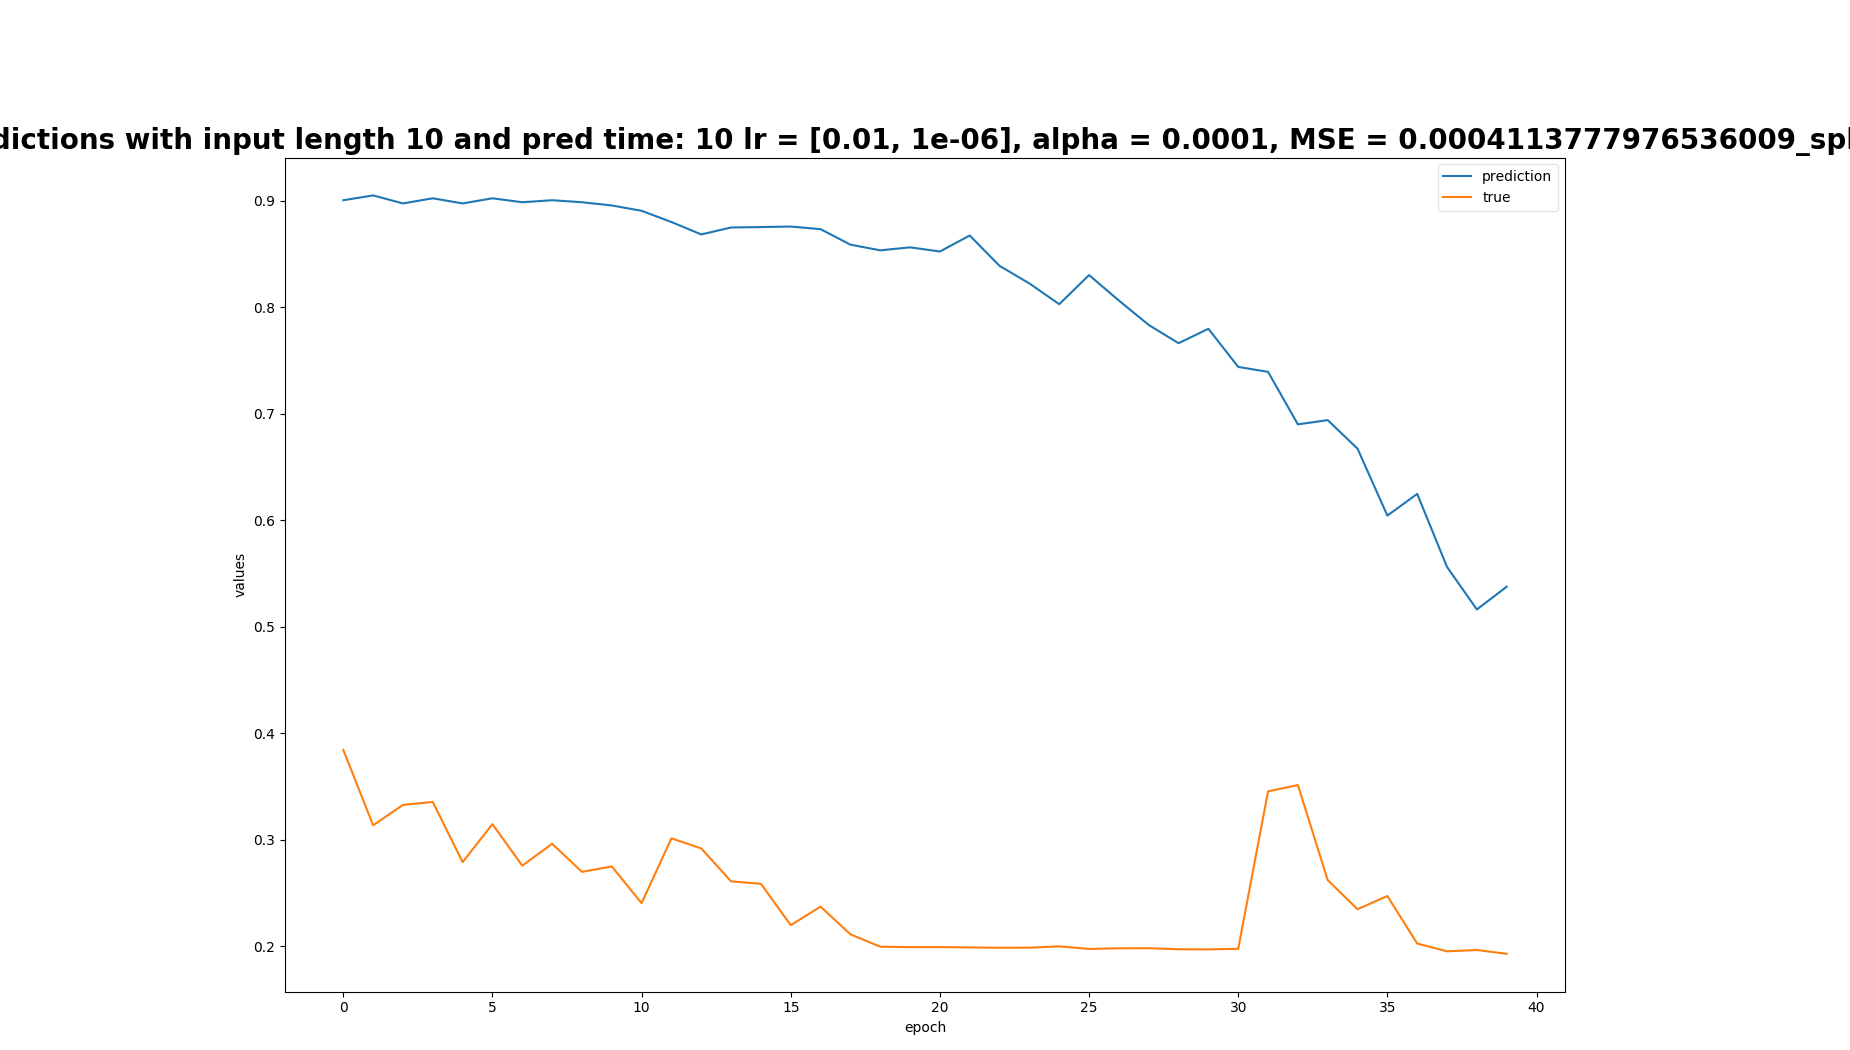 dictions with input length 10 and pred time: 10 lr = [0.01, 1e-06], alpha = 0.0001, MSE = 0.0004113777976536009_spl
prediction
true
0.9
0.8
0.7
0.6
0.5
0.4
0.3
0.2
values
0 5 10 15 20 25 30 35 40
epoch